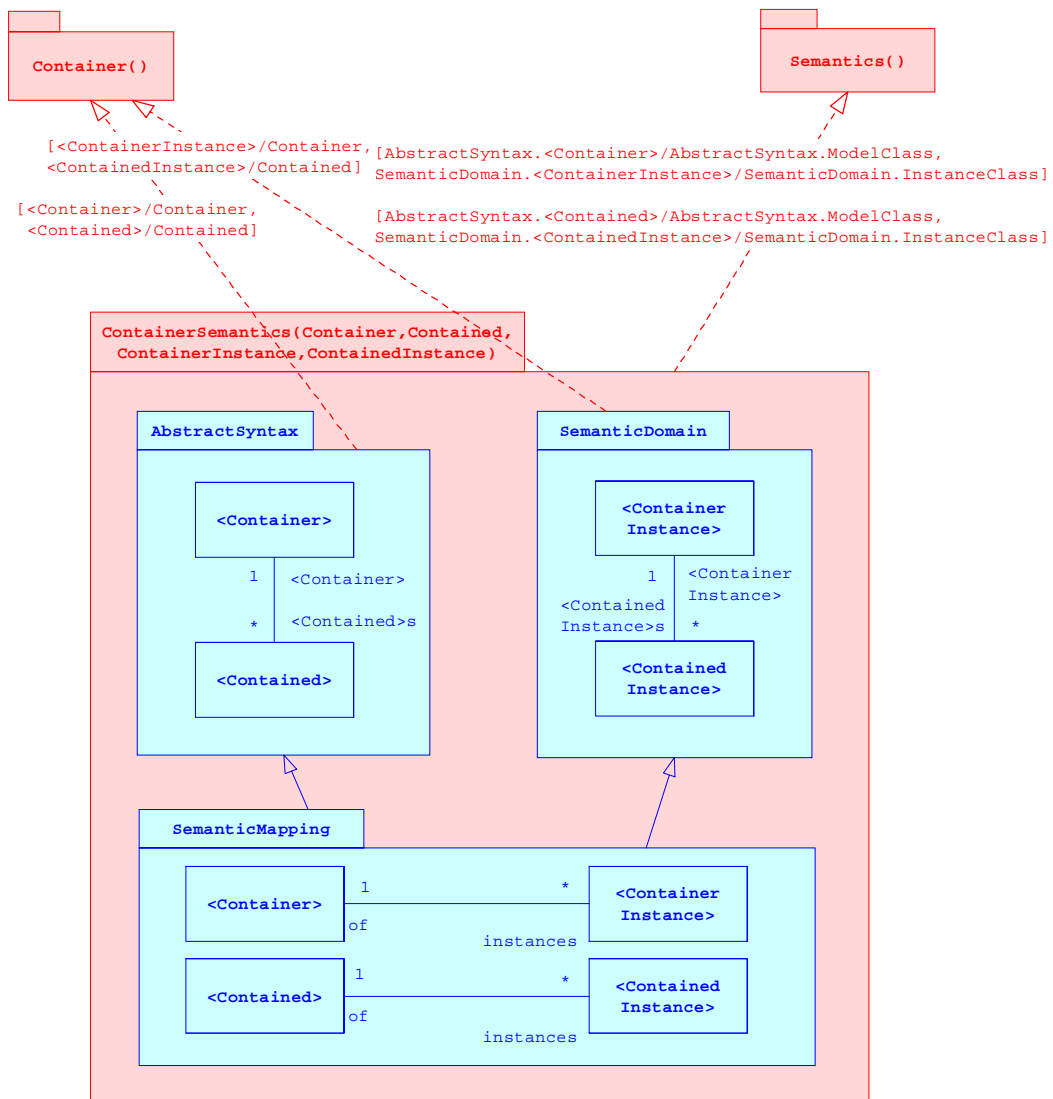 Container()
Semantics()
[<ContainerInstance>/Container,
<ContainedInstance>/Contained]
[AbstractSyntax.<Container>/AbstractSyntax.ModelClass,
SemanticDomain.<ContainerInstance>/SemanticDomain.InstanceClass]
[<Container>/Container,
<Contained>/Contained]
[AbstractSyntax.<Contained>/AbstractSyntax.ModelClass,
SemanticDomain.<ContainedInstance>/SemanticDomain.InstanceClass]
ContainerSemantics(Container,Contained,
ContainerInstance,ContainedInstance)
AbstractSyntax
<Container>
1
<Container>
*
<Contained>s
<Contained>
SemanticDomain
<Container
Instance>
1
<Container
Instance>
<Contained
Instance>s
*
<Contained
Instance>
SemanticMapping
<Container>
1
of
*
instances
<Container
Instance>
<Contained>
1
of
*
instances
<Contained
Instance>